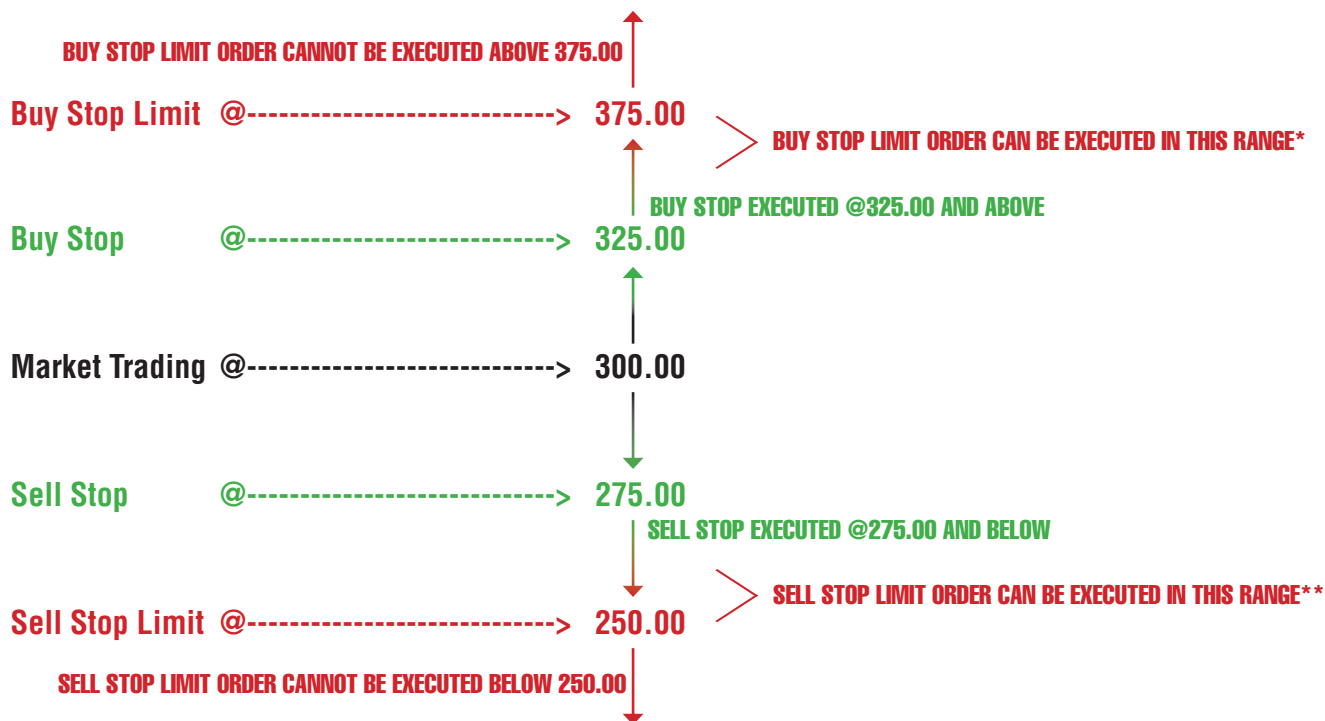 BUY STOP LIMIT ORDER CANNOT BE EXECUTED ABOVE 375.00
Buy Stop Limit @-----------------------------> 375.00
BUY STOP LIMIT ORDER CAN BE EXECUTED IN THIS RANGE*
BUY STOP EXECUTED @325.00 AND ABOVE
Buy Stop @-----------------------------> 325.00
Market Trading @-----------------------------> 300.00
Sell Stop @-----------------------------> 275.00
SELL STOP EXECUTED @275.00 AND BELOW
SELL STOP LIMIT ORDER CAN BE EXECUTED IN THIS RANGE**
Sell Stop Limit @-----------------------------> 250.00
SELL STOP LIMIT ORDER CANNOT BE EXECUTED BELOW 250.00